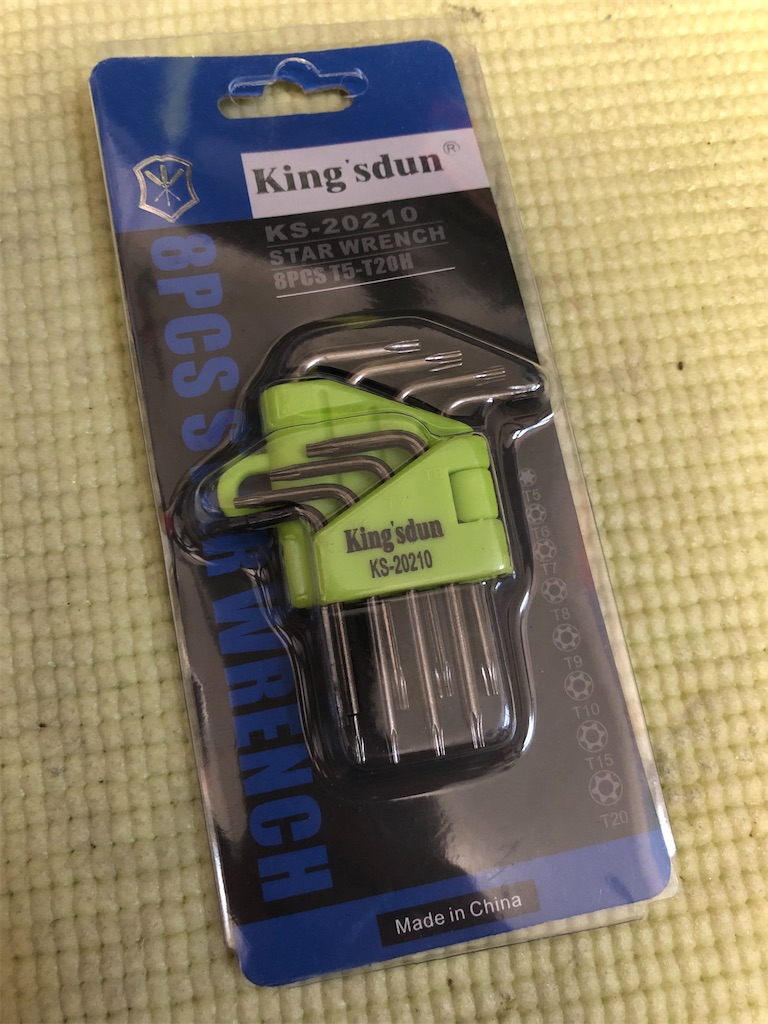 King'sdun®
KS-20210
STAR WRENCH
8PCS T5-T20H
8PCS S R WRENCH
King'sdun
KS-20210
T5
T6
T7
T8
T9
T10
T15
T20
Made in China